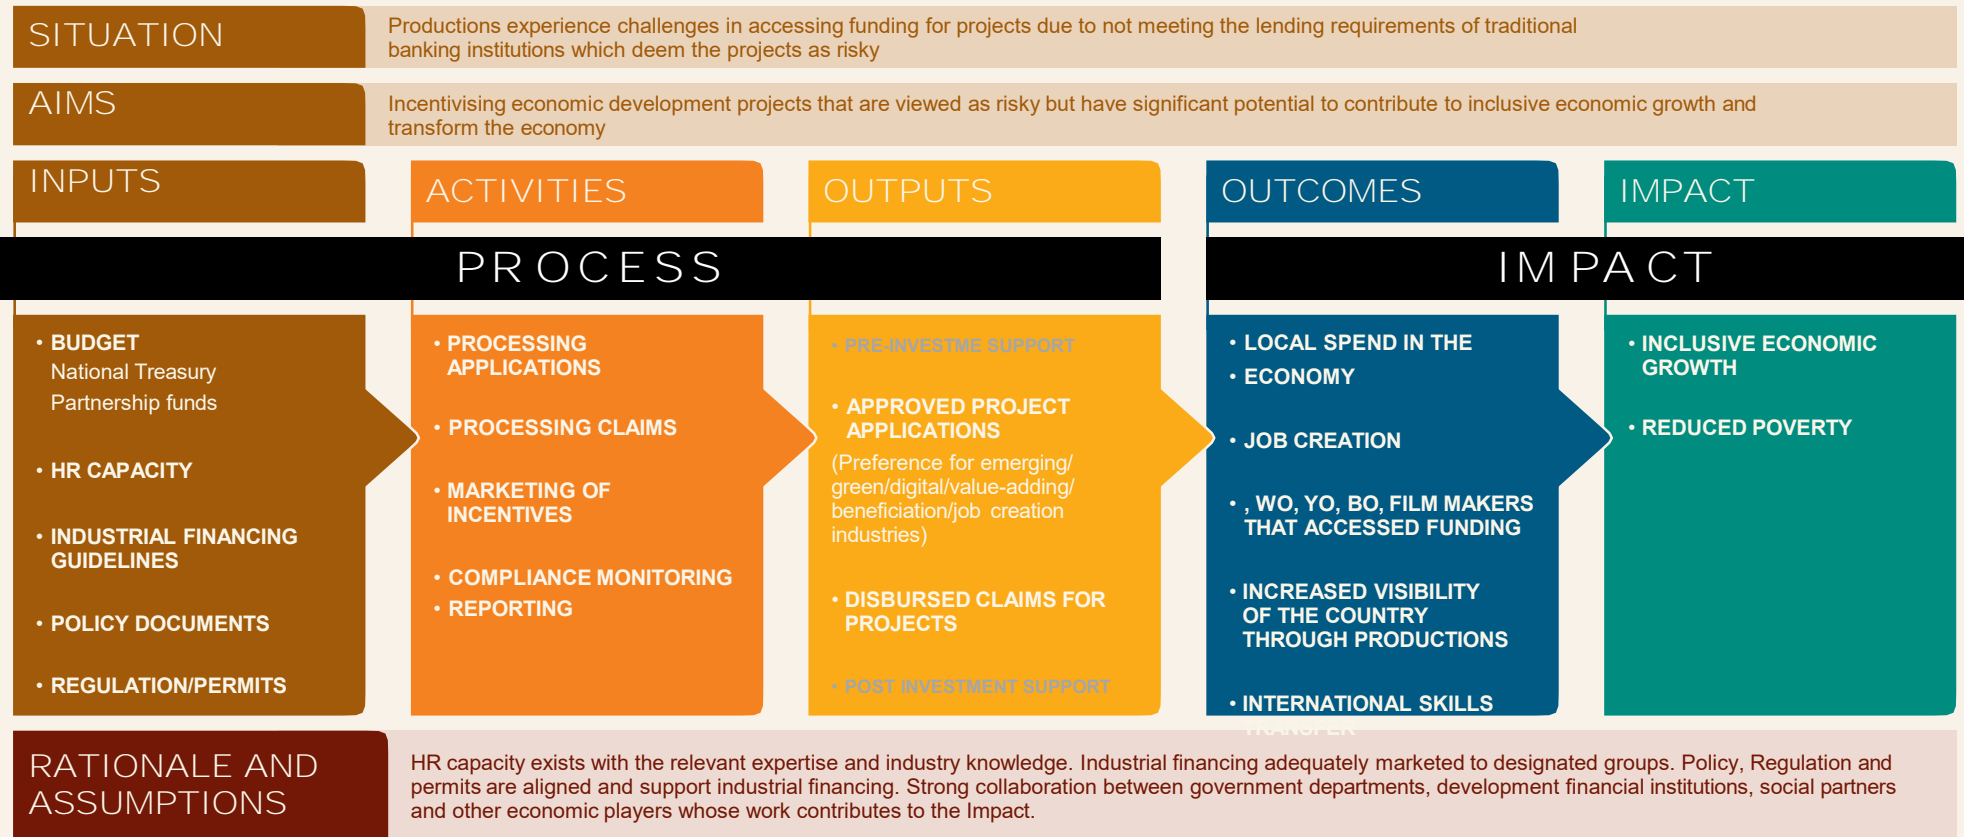 SITUATION
Productions experience challenges in accessing funding for projects due to not meeting the lending requirements of traditional
banking institutions which deem the projects as risky
AIMS
Incentivising economic development projects that are viewed as risky but have significant potential to contribute to inclusive economic growth and
transform the economy
INPUTS
ACTIVITIES
OUTPUTS
OUTCOMES
IMPACT
PROCESS
IMPACT
• BUDGET
National Treasury
Partnership funds
• HR CAPACITY
• INDUSTRIAL FINANCING
GUIDELINES
• POLICY DOCUMENTS
• REGULATION/PERMITS
• PROCESSING
APPLICATIONS
• PROCESSING CLAIMS
• MARKETING OF
INCENTIVES
• COMPLIANCE MONITORING
• REPORTING
• PRE-INVESTME SUPPORT
• APPROVED PROJECT
APPLICATIONS
(Preference for emerging/
green/digital/value-adding/
beneficiation/job creation
industries)
• DISBURSED CLAIMS FOR
PROJECTS
• POST INVESTMENT SUPPORT
• LOCAL SPEND IN THE
• ECONOMY
• JOB CREATION
• , WO, YO, BO, FILM MAKERS
THAT ACCESSED FUNDING
• INCREASED VISIBILITY
OF THE COUNTRY
THROUGH PRODUCTIONS
• INTERNATIONAL SKILLS
TRANSFER
• INCLUSIVE ECONOMIC
GROWTH
• REDUCED POVERTY
RATIONALE AND
ASSUMPTIONS
HR capacity exists with the relevant expertise and industry knowledge. Industrial financing adequately marketed to designated groups. Policy, Regulation and
permits are aligned and support industrial financing. Strong collaboration between government departments, development financial institutions, social partners
and other economic players whose work contributes to the Impact.